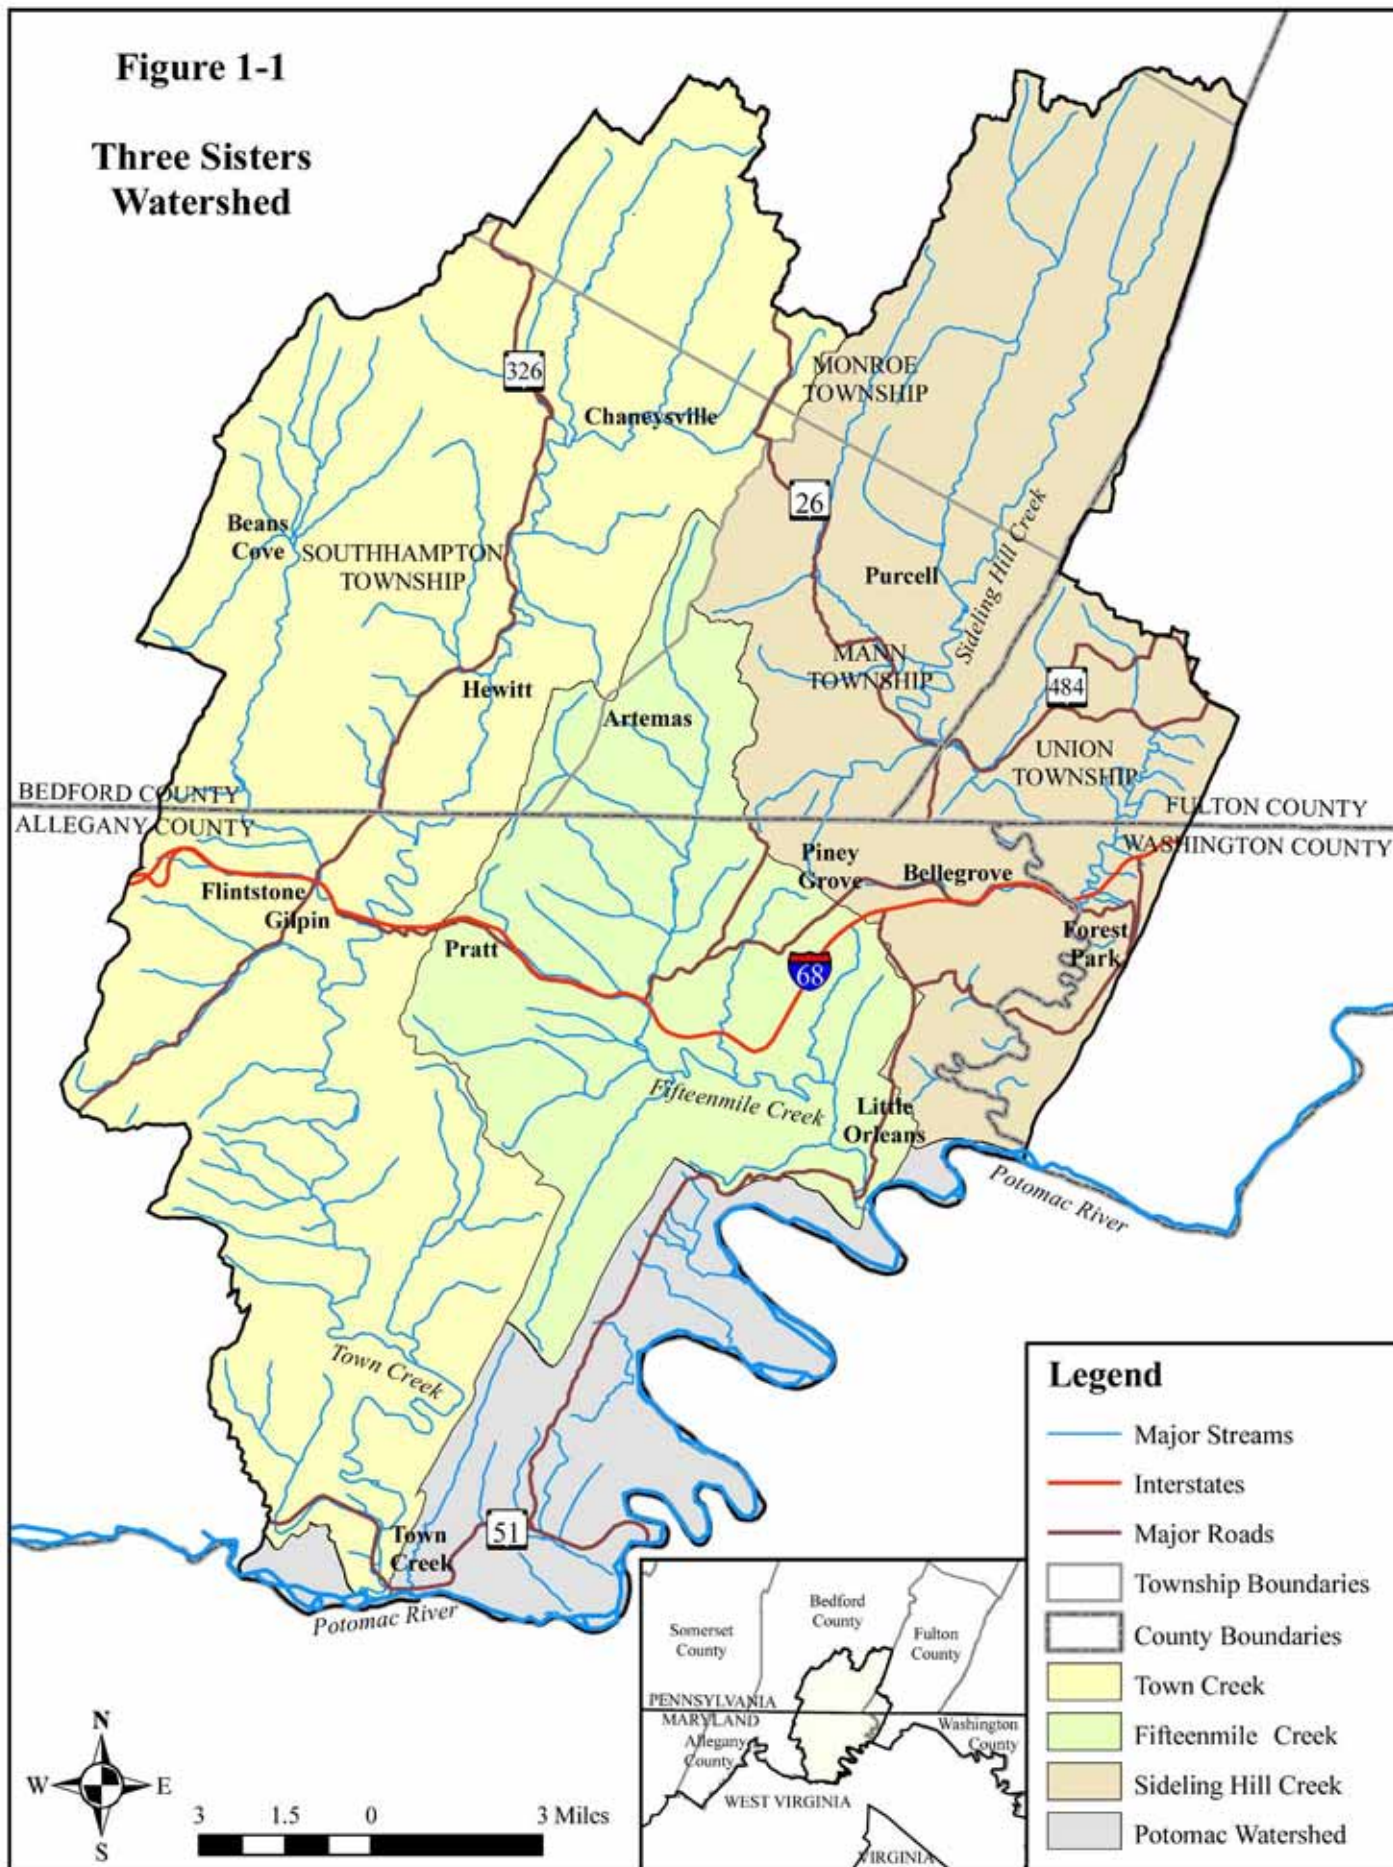 Figure 1-1
Three Sisters
Watershed
326
MONROE
TOWNSHIP
Chaneysville
26
Beans
Cove
SOUTHHAMPTON
TOWNSHIP
Purcell
Sideling Hill Creek
MANN
TOWNSHIP
484
Hewitt
Artemas
UNION
TOWNSHIP
BEDFORD COUNTY
ALLEGANY COUNTY
FULTON COUNTY
WASHINGTON COUNTY
Piney
Grove
Bellegrove
Flintstone
Gilpin
Pratt
Forest
Park
68
Fifteenmile Creek
Little
Orleans
Potomac River
Town Creek
Town
Creek
51
Potomac River
Legend
Major Streams
Interstates
Major Roads
Township Boundaries
County Boundaries
Town Creek
Fifteenmile Creek
Sideling Hill Creek
Potomac Watershed
Somerset
County
Bedford
County
Fulton
County
PENNSYLVANIA
MARYLAND
Allegany
County
Washington
County
WEST VIRGINIA
VIRGINIA
N
W E
S
3 1.5 0 3 Miles